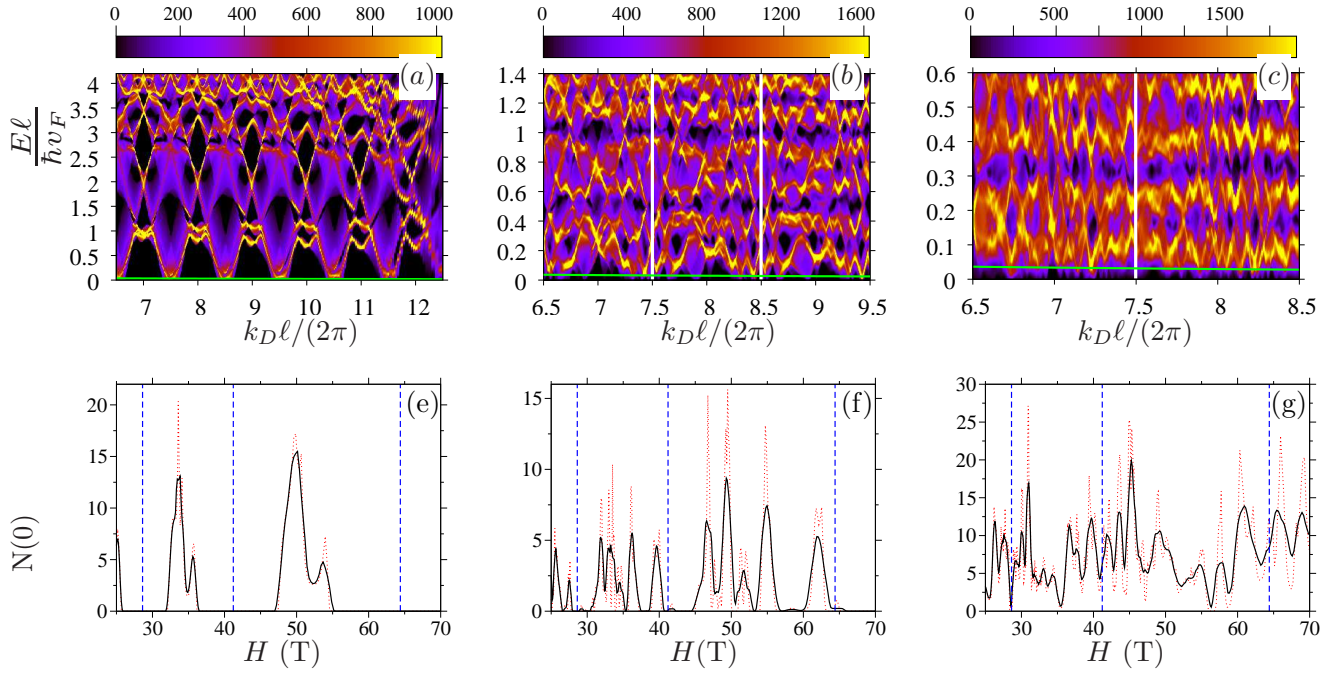 0 200 400 600 800 1000
0 400 800 1200 1600
0 500 1000 1500
(a)
(b)
(c)
Eℓ
ħv_F
4
3.5
3
2.5
2
1.5
1
0.5
0
1.4
1.2
1
0.8
0.6
0.4
0.2
0
0.6
0.5
0.4
0.3
0.2
0.1
0
7 8 9 10 11 12
6.5 7 7.5 8 8.5 9 9.5
6.5 7 7.5 8 8.5
k_Dℓ/(2π)
k_Dℓ/(2π)
k_Dℓ/(2π)
(e)
(f)
(g)
N(0)
20
15
10
5
0
15
10
5
0
30
25
20
15
10
5
0
30 40 50 60 70
30 40 50 60 70
30 40 50 60 70
H (T)
H(T)
H (T)